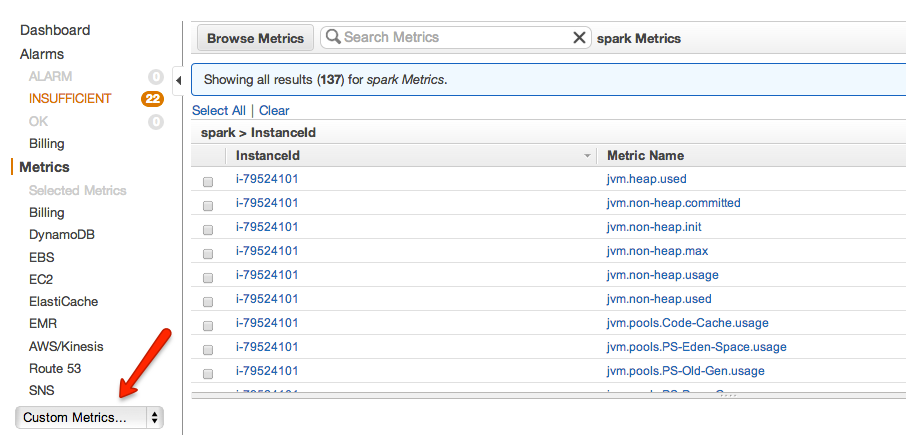 Dashboard
Alarms
ALARM 0
INSUFFICIENT 22
OK 0
Billing
Metrics
Selected Metrics
Billing
DynamoDB
EBS
EC2
ElastiCache
EMR
AWS/Kinesis
Route 53
SNS
Custom Metrics...
Browse Metrics Search Metrics spark Metrics
Showing all results (137) for spark Metrics.
Select All | Clear
spark > InstanceId
InstanceId Metric Name
i-79524101 jvm.heap.used
i-79524101 jvm.non-heap.committed
i-79524101 jvm.non-heap.init
i-79524101 jvm.non-heap.max
i-79524101 jvm.non-heap.usage
i-79524101 jvm.non-heap.used
i-79524101 jvm.pools.Code-Cache.usage
i-79524101 jvm.pools.PS-Eden-Space.usage
i-79524101 jvm.pools.PS-Old-Gen.usage